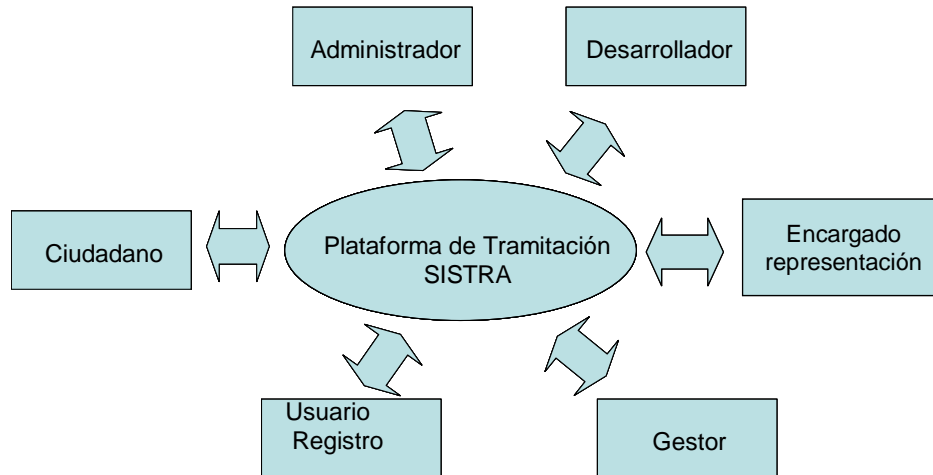 Administrador
Desarrollador
Ciudadano
Plataforma de Tramitación
SISTRA
Encargado
representación
Usuario
Registro
Gestor